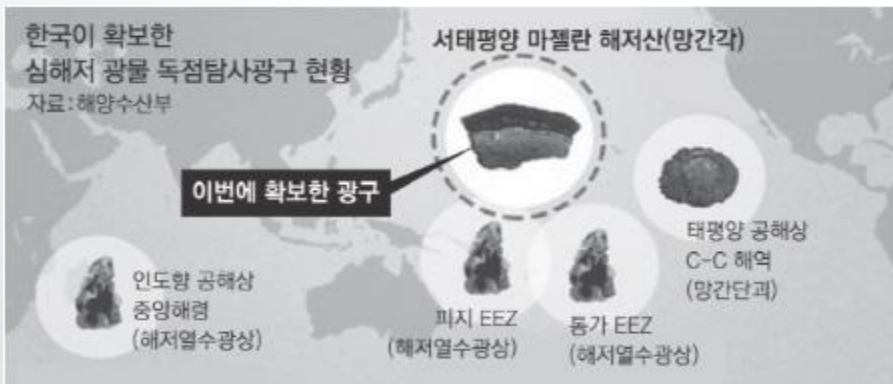 한국이 확보한
심해저 광물 독점탐사광구 현황
자료:해양수산부
서태평양 마젤란 해저산(망간각)
이번에 확보한 광구
태평양 공해상
C-C 해역
(망간단괴)
인도향 공해상
중앙해령
(해저열수광상)
피지 EEZ
(해저열수광상)
통가 EEZ
(해저열수광상)